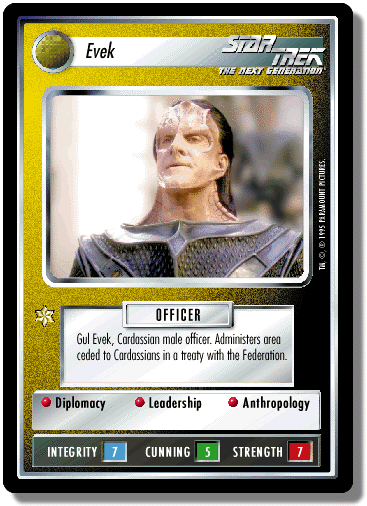 Evek
STAR TREK
THE NEXT GENERATION
TM & © 1995 PARAMOUNT PICTURES.
OFFICER
Gul Evek, Cardassian male officer. Administers area
ceded to Cardassians in a treaty with the Federation.
Diplomacy Leadership Anthropology
INTEGRITY 7 CUNNING 5 STRENGTH 7